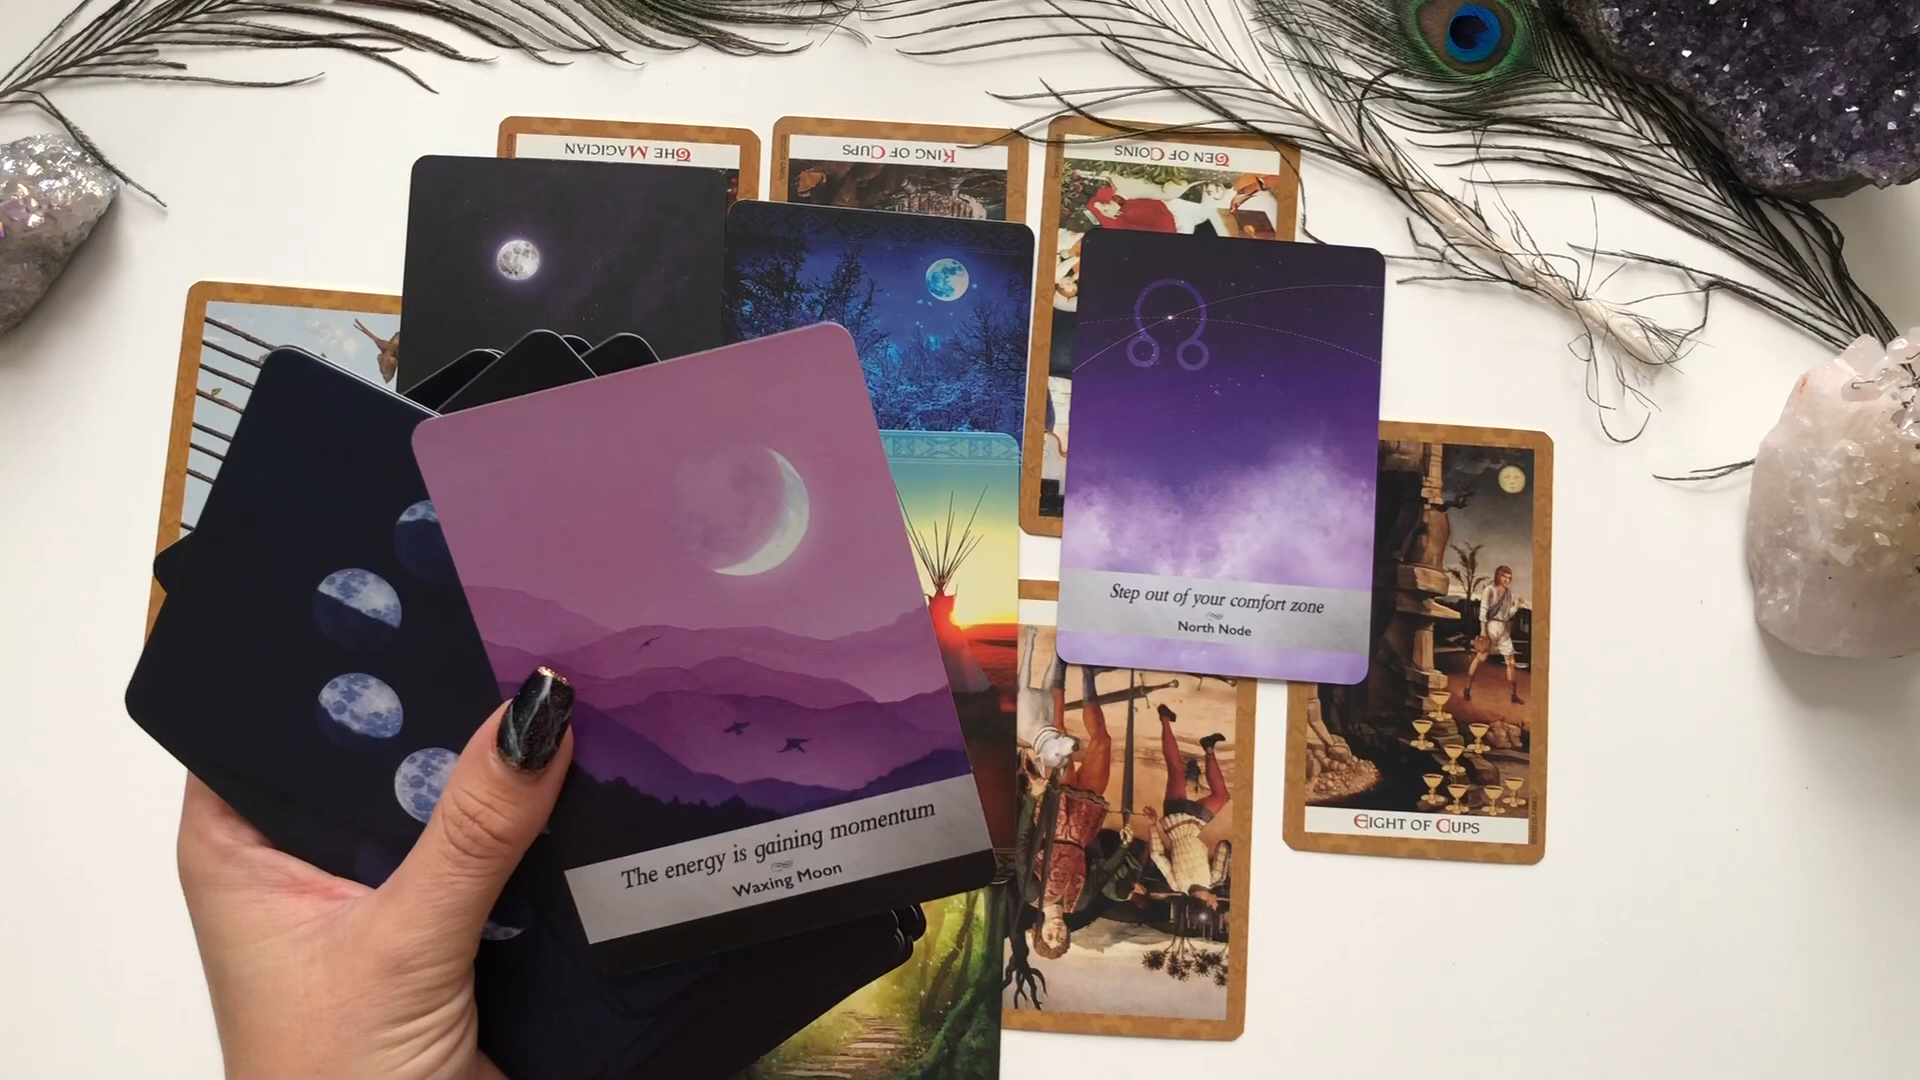 THE MAGICIAN
KING OF CUPS
TEN OF COINS
Step out of your comfort zone
North Node
EIGHT OF CUPS
The energy is gaining momentum
Waxing Moon